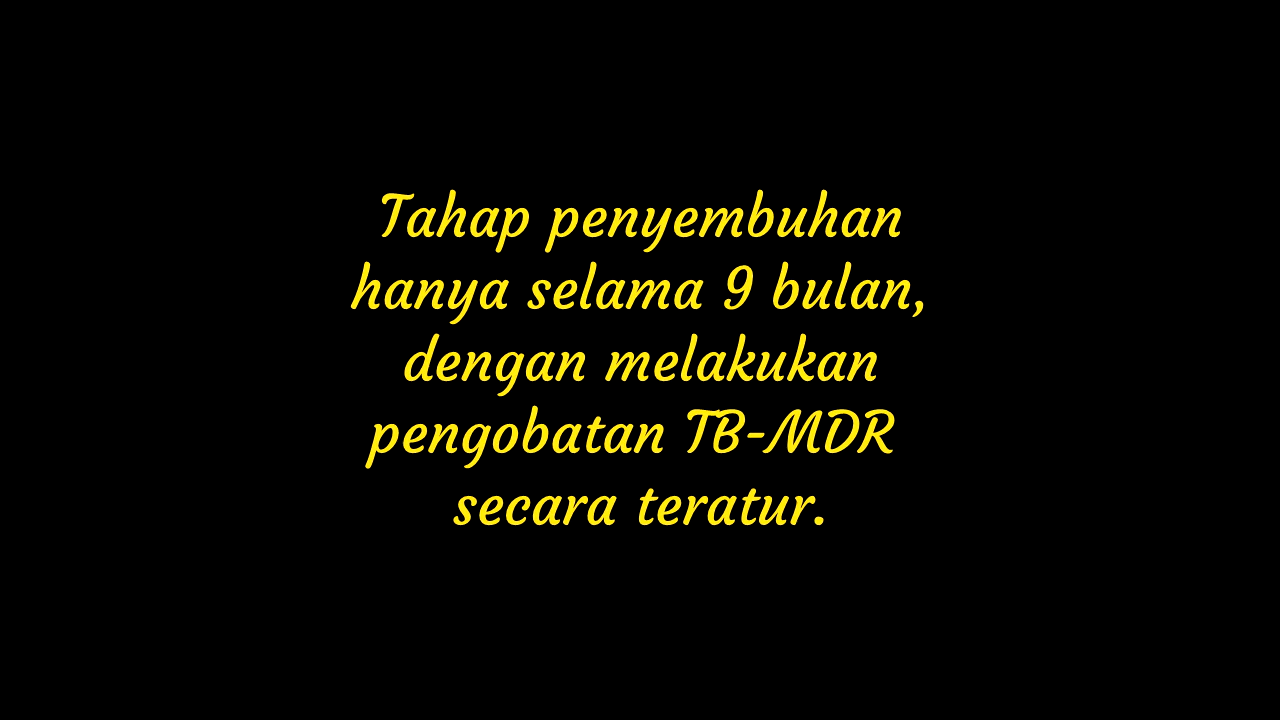 Tahap penyembuhan
hanya selama 9 bulan,
dengan melakukan
pengobatan TB-MDR
secara teratur.